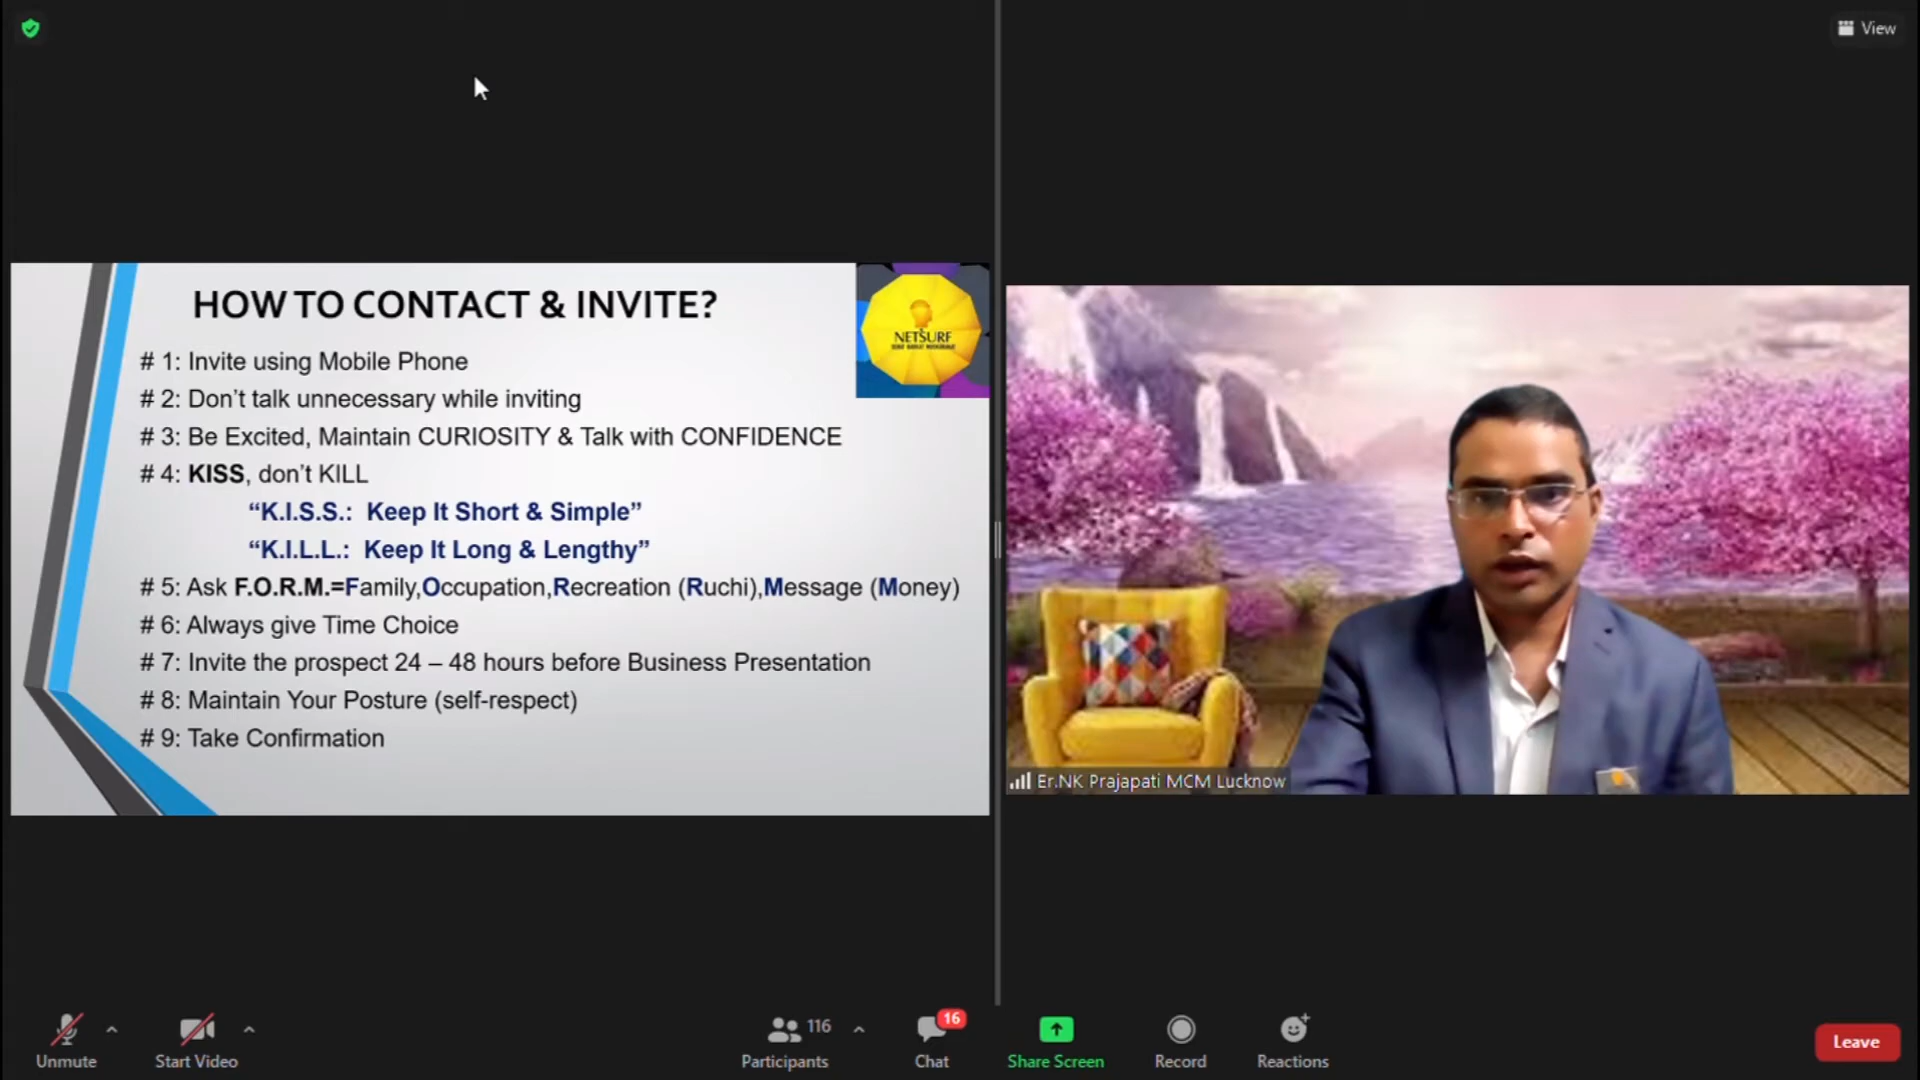 View
HOW TO CONTACT & INVITE?
NETSURF
# 1: Invite using Mobile Phone
# 2: Don't talk unnecessary while inviting
# 3: Be Excited, Maintain CURIOSITY & Talk with CONFIDENCE
# 4: KISS, don't KILL
“K.I.S.S.: Keep It Short & Simple”
“K.I.L.L.: Keep It Long & Lengthy”
# 5: Ask F.O.R.M.=Family,Occupation,Recreation (Ruchi),Message (Money)
# 6: Always give Time Choice
# 7: Invite the prospect 24 – 48 hours before Business Presentation
# 8: Maintain Your Posture (self-respect)
# 9: Take Confirmation
Er.NK Prajapati MCM Lucknow
116
16
Unmute
Start Video
Participants
Chat
Share Screen
Record
Reactions
Leave